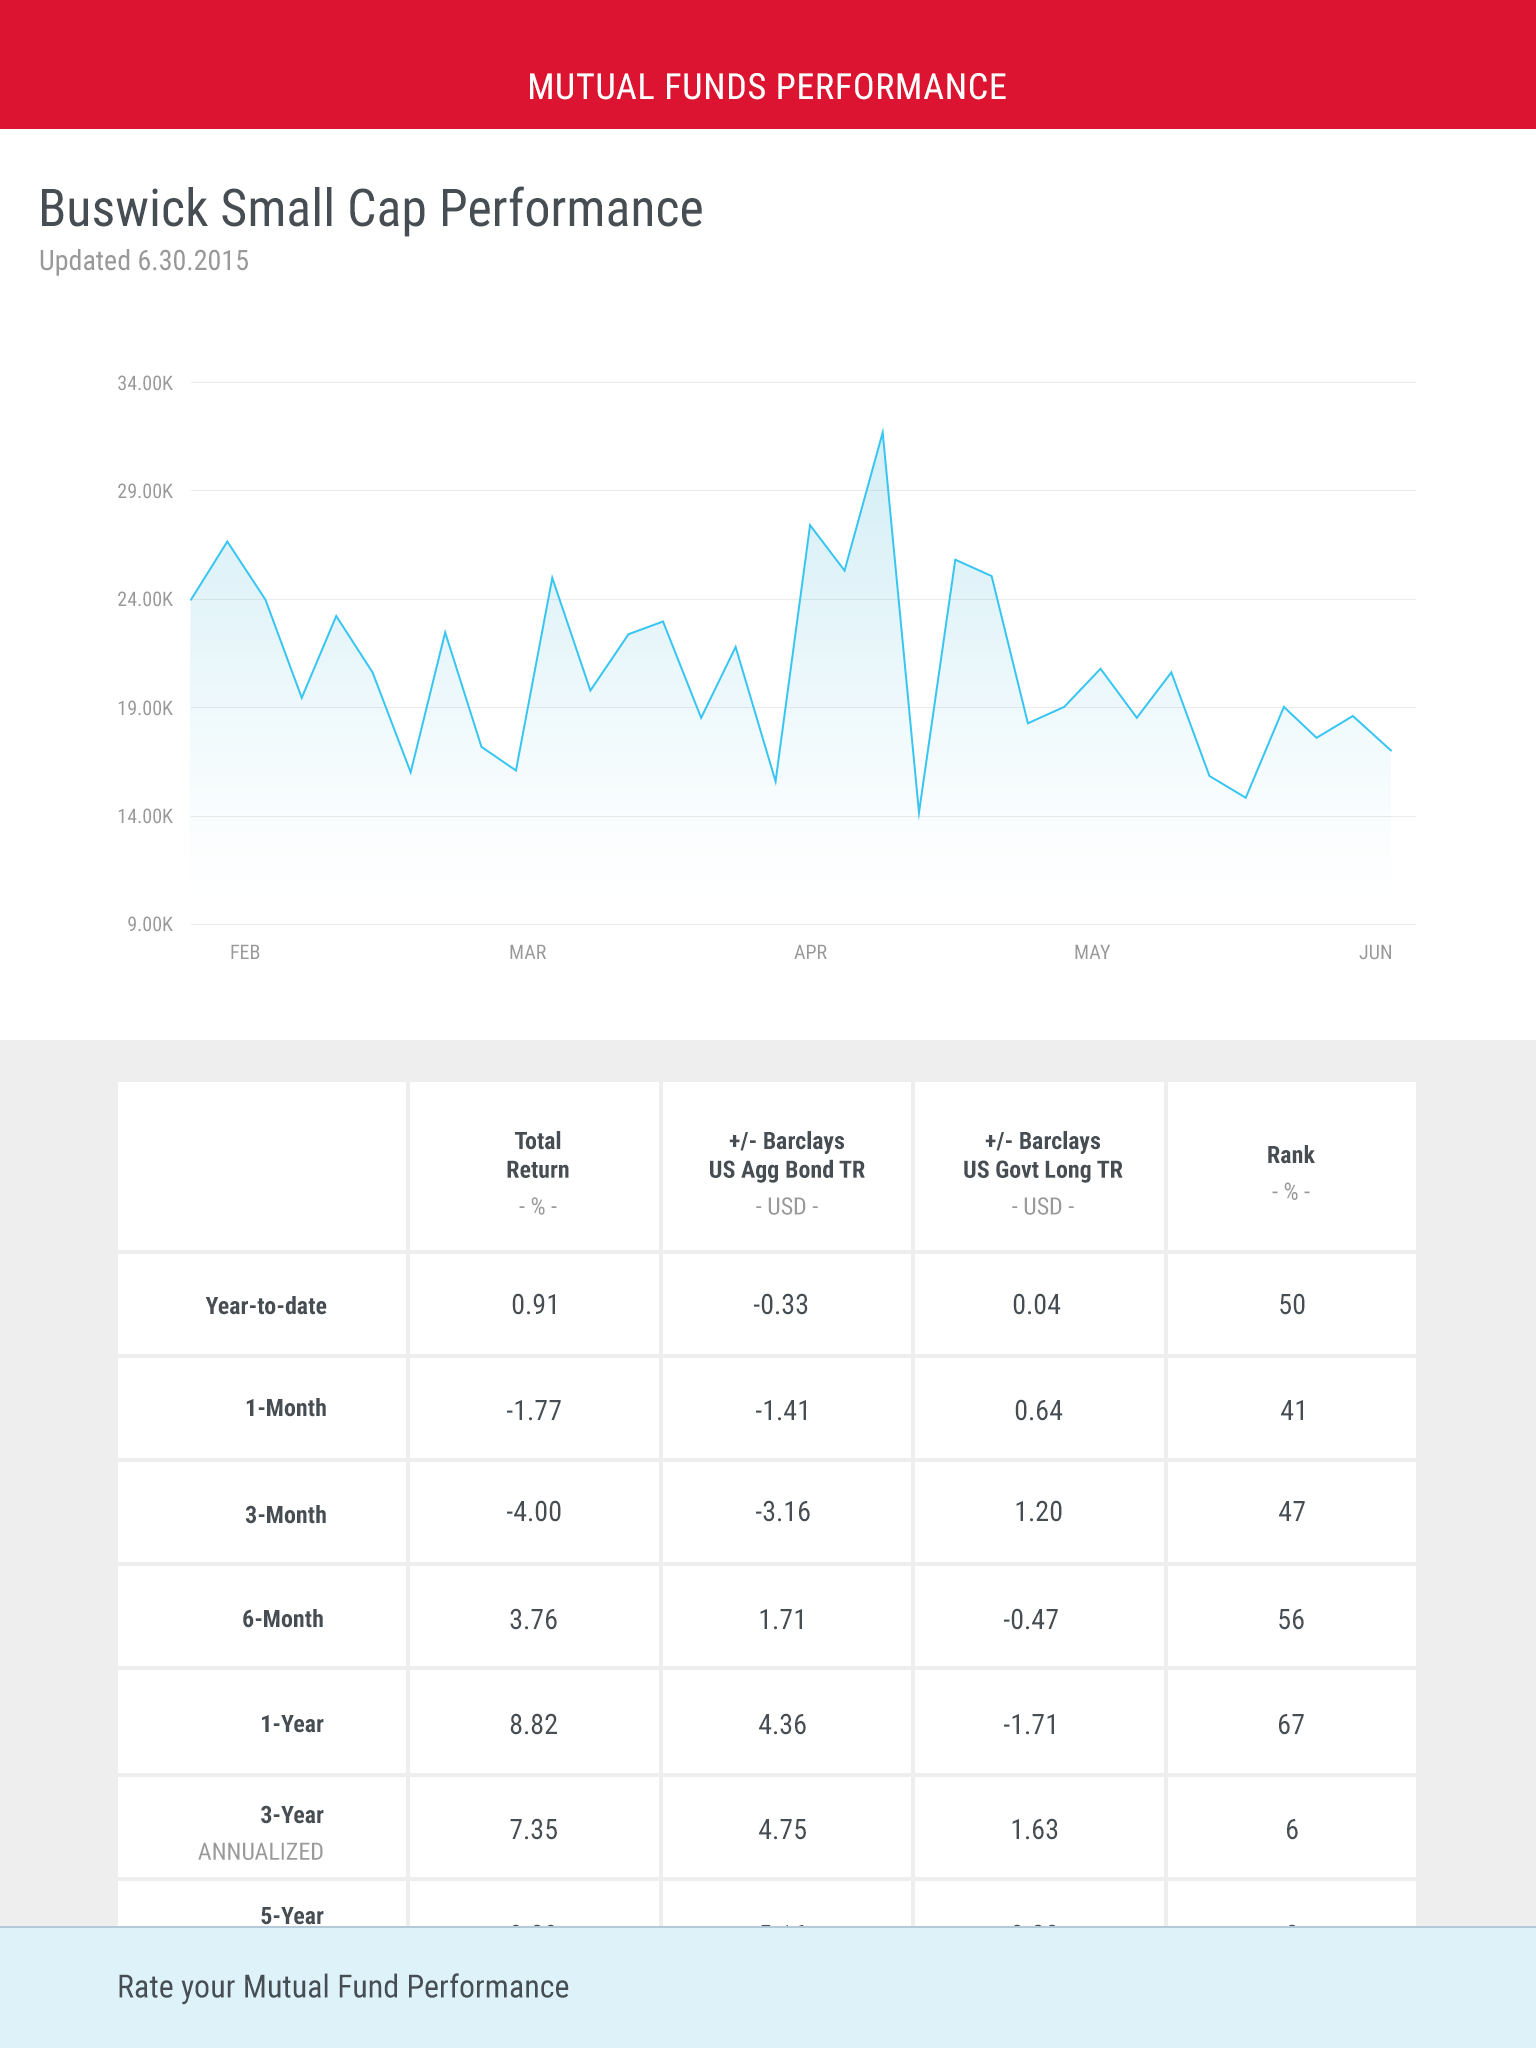 MUTUAL FUNDS PERFORMANCE
Buswick Small Cap Performance
Updated 6.30.2015
34.00K
29.00K
24.00K
19.00K
14.00K
9.00K
FEB MAR APR MAY JUN
Total +/- Barclays +/- Barclays
Return US Agg Bond TR US Govt Long TR Rank
- % - - USD - - USD - - % -
Year-to-date 0.91 -0.33 0.04 50
1-Month -1.77 -1.41 0.64 41
3-Month -4.00 -3.16 1.20 47
6-Month 3.76 1.71 -0.47 56
1-Year 8.82 4.36 -1.71 67
3-Year 7.35 4.75 1.63 6
ANNUALIZED
5-Year
Rate your Mutual Fund Performance